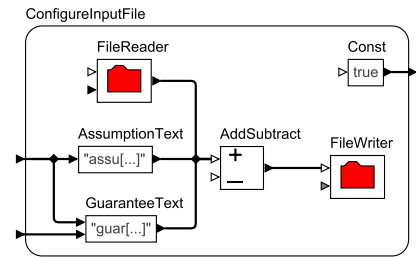 ConfigureInputFile
FileReader
Const
true
AssumptionText
"assu[...]"
AddSubtract
+
−
FileWriter
GuaranteeText
"guar[...]"